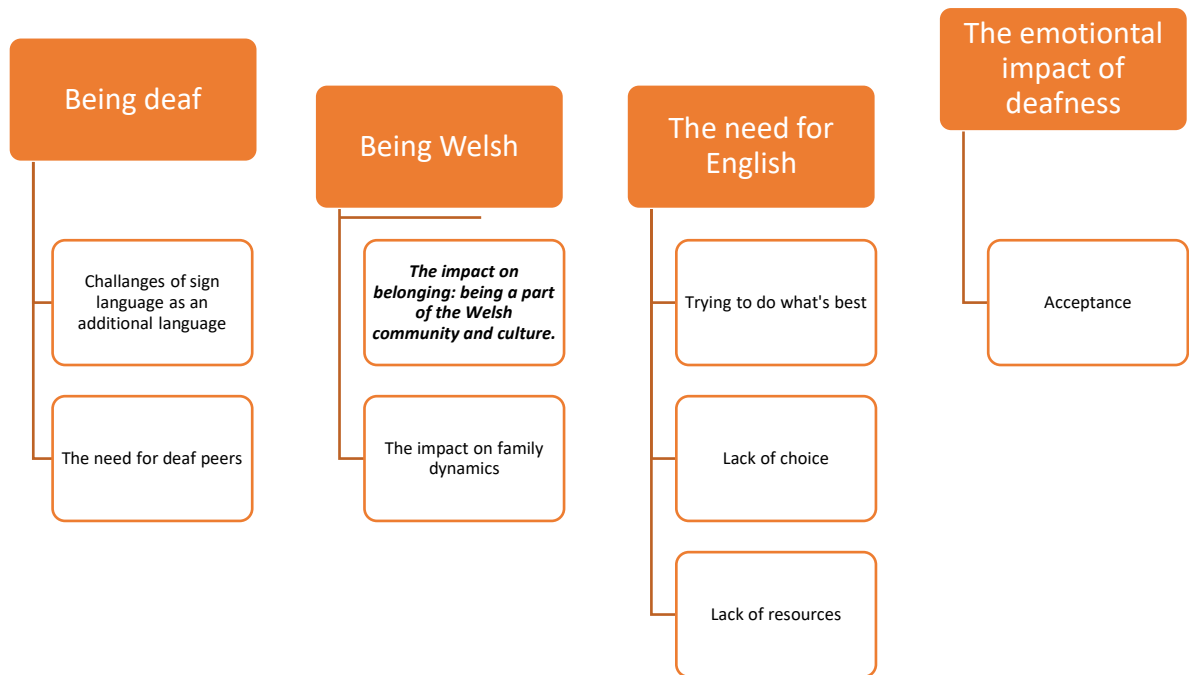 Being deaf
Challanges of sign
language as an
additional language
The need for deaf peers
Being Welsh
The impact on
belonging: being a part
of the Welsh
community and culture.
The impact on family
dynamics
The need for
English
Trying to do what's best
Lack of choice
Lack of resources
The emotiontal
impact of
deafness
Acceptance